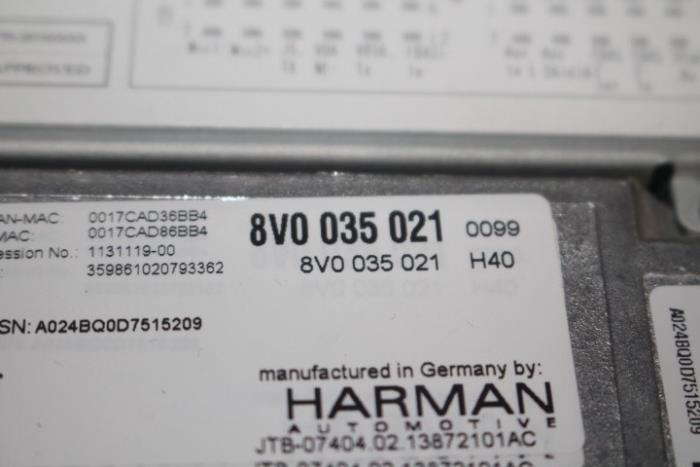 APPROVED
AN-MAC: 0017CAD36BB4
MAC: 0017CAD86BB4
ession No.: 1131119-00
: 359861020793362
8V0 035 021 0099
8V0 035 021 H40
SN: A024BQ0D7515209
manufactured in Germany by:
HARMAN
AUTOMOTIVE
JTB-07404.02.13872101AC
A024BQ0D7515209